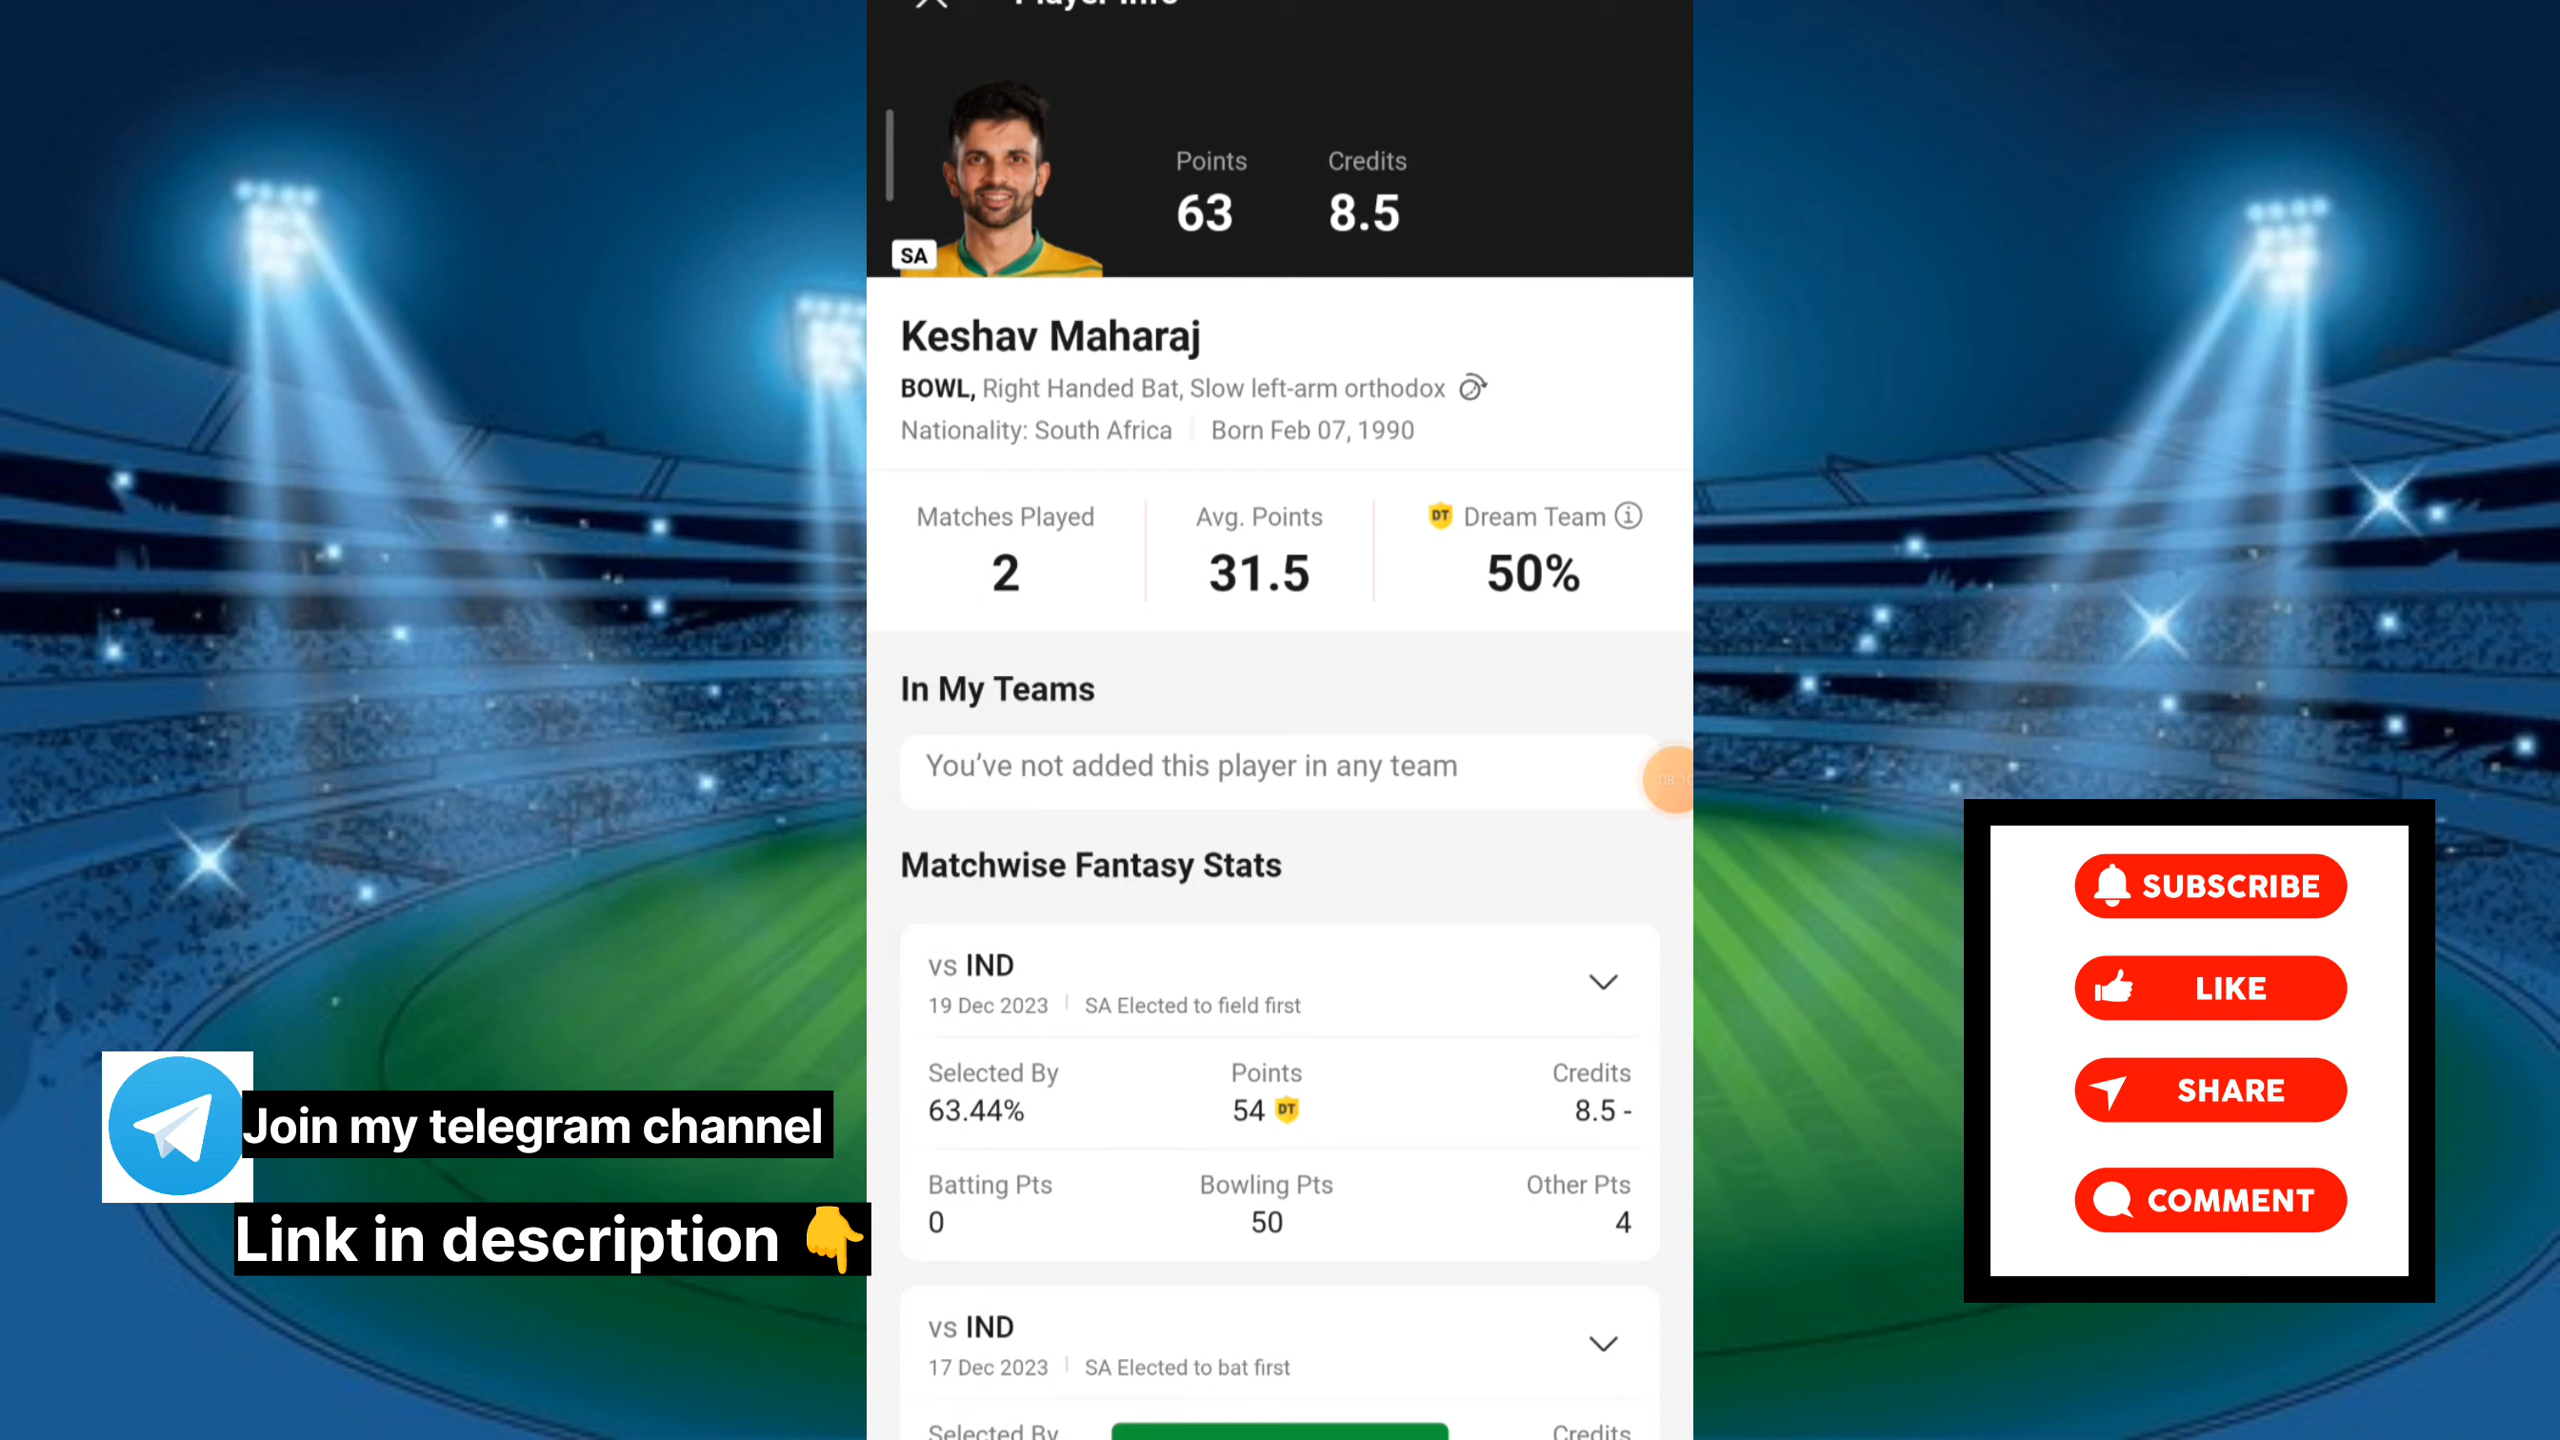 Player Info
Points
Credits
63
8.5
SA
Keshav Maharaj
BOWL, Right Handed Bat, Slow left-arm orthodox
Nationality: South Africa
Born Feb 07, 1990
Matches Played
Avg. Points
DT Dream Team
2
31.5
50%
In My Teams
You've not added this player in any team
08:10
Matchwise Fantasy Stats
vs IND
19 Dec 2023
SA Elected to field first
Selected By
Points
Credits
63.44%
54 DT
8.5 -
Batting Pts
Bowling Pts
Other Pts
0
50
4
vs IND
17 Dec 2023
SA Elected to bat first
Selected By
Credits
Join my telegram channel
Link in description 👇
SUBSCRIBE
LIKE
SHARE
COMMENT